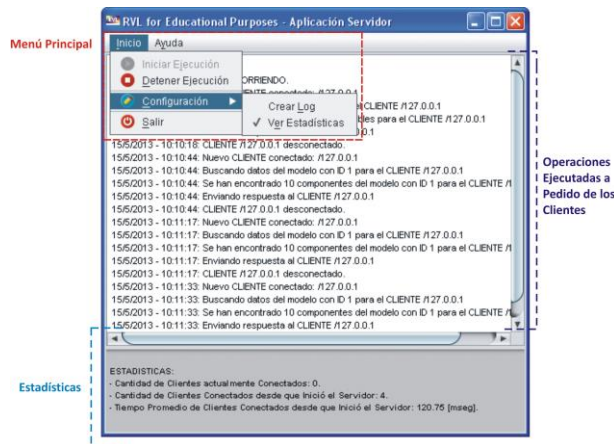 RVL for Educational Purposes - Aplicación Servidor
Menú Principal
Inicio Ayuda
Iniciar Ejecución
Detener Ejecución
Configuración
Salir
Crear Log
Ver Estadísticas
ORRIENDO.
CLIENTE conectado: /127.0.0.1
el CLIENTE /127.0.0.1
bles para el CLIENTE /127.0.0.1
0.1
15/5/2013 - 10:10:16: CLIENTE /127.0.0.1 desconectado.
15/5/2013 - 10:10:44: Nuevo CLIENTE conectado: /127.0.0.1
15/5/2013 - 10:10:44: Buscando datos del modelo con ID 1 para el CLIENTE /127.0.0.1
15/5/2013 - 10:10:44: Se han encontrado 10 componentes del modelo con ID 1 para el CLIENTE /1
15/5/2013 - 10:10:44: Enviando respuesta al CLIENTE /127.0.0.1
15/5/2013 - 10:10:44: CLIENTE /127.0.0.1 desconectado.
15/5/2013 - 10:11:17: Nuevo CLIENTE conectado: /127.0.0.1
15/5/2013 - 10:11:17: Buscando datos del modelo con ID 1 para el CLIENTE /127.0.0.1
15/5/2013 - 10:11:17: Se han encontrado 10 componentes del modelo con ID 1 para el CLIENTE /1
15/5/2013 - 10:11:17: Enviando respuesta al CLIENTE /127.0.0.1
15/5/2013 - 10:11:17: CLIENTE /127.0.0.1 desconectado.
15/5/2013 - 10:11:33: Nuevo CLIENTE conectado: /127.0.0.1
15/5/2013 - 10:11:33: Buscando datos del modelo con ID 1 para el CLIENTE /127.0.0.1
15/5/2013 - 10:11:33: Se han encontrado 10 componentes del modelo con ID 1 para el CLIENTE /1
15/5/2013 - 10:11:33: Enviando respuesta al CLIENTE /127.0.0.1
Operaciones
Ejecutadas a
Pedido de los
Clientes
Estadísticas
ESTADISTICAS:
- Cantidad de Clientes actualmente Conectados: 0.
- Cantidad de Clientes Conectados desde que Inició el Servidor: 4.
- Tiempo Promedio de Clientes Conectados desde que Inició el Servidor: 120.75 [mseg].